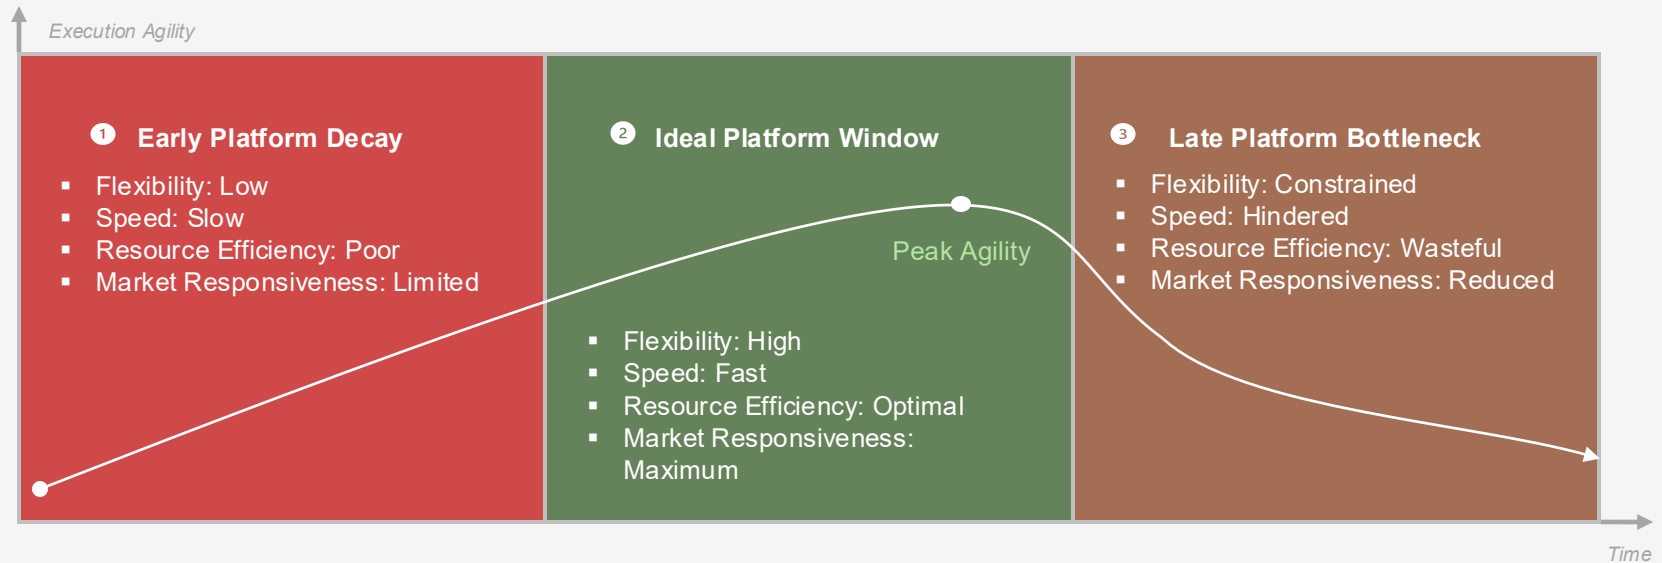 Execution Agility
1 Early Platform Decay
▪ Flexibility: Low
▪ Speed: Slow
▪ Resource Efficiency: Poor
▪ Market Responsiveness: Limited
2 Ideal Platform Window
Peak Agility
▪ Flexibility: High
▪ Speed: Fast
▪ Resource Efficiency: Optimal
▪ Market Responsiveness:
Maximum
3 Late Platform Bottleneck
▪ Flexibility: Constrained
▪ Speed: Hindered
▪ Resource Efficiency: Wasteful
▪ Market Responsiveness: Reduced
Time